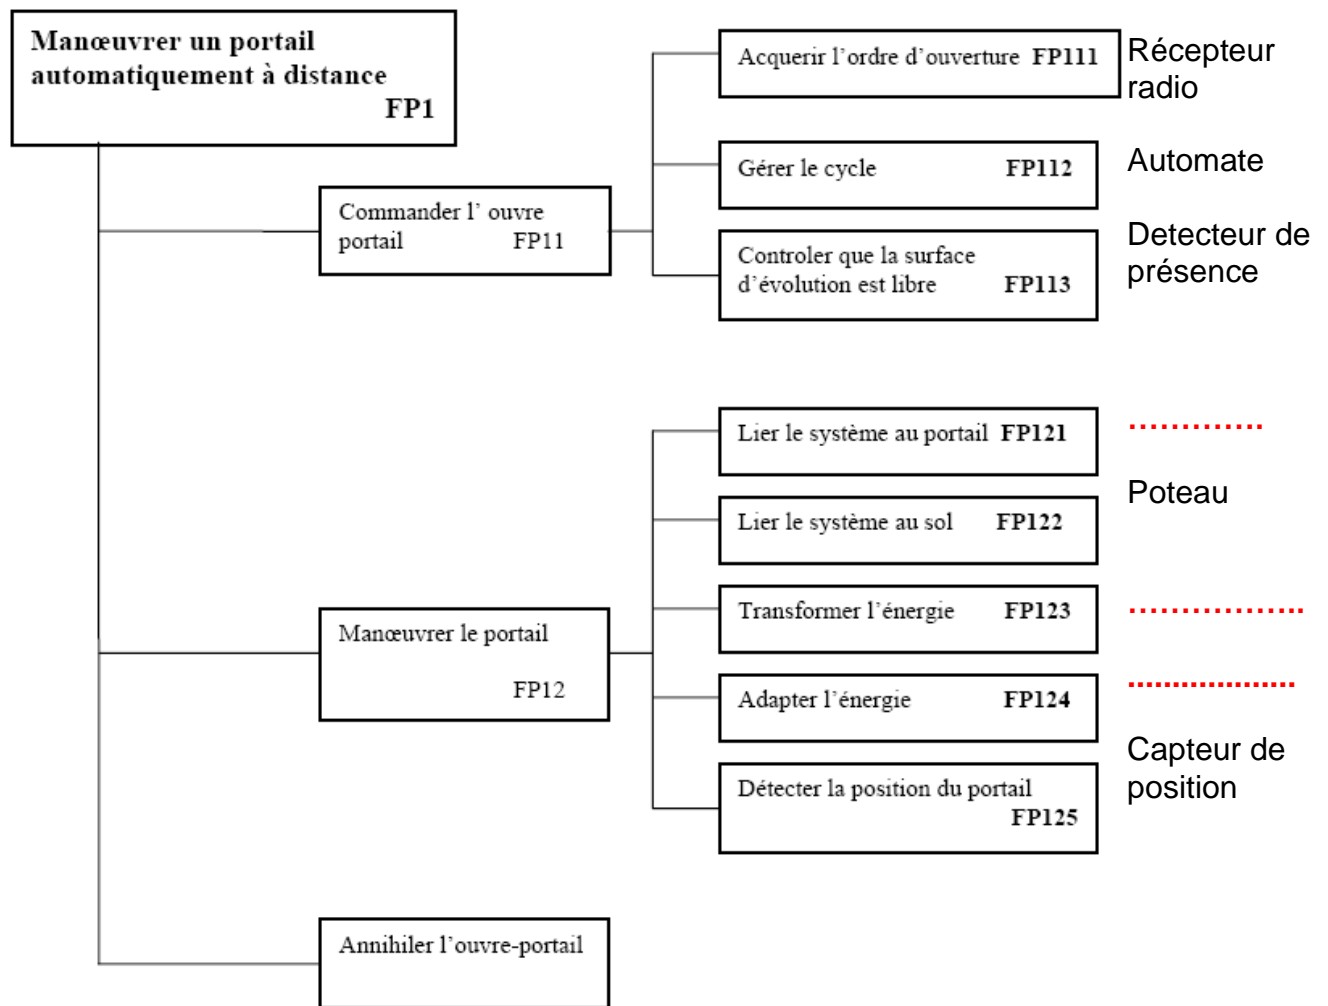 Manœuvrer un portail
automatiquement à distance
FP1
Acquerir l’ordre d’ouverture FP111
Récepteur
radio
Gérer le cycle FP112
Automate
Commander l’ ouvre
portail FP11
Controler que la surface
d’évolution est libre FP113
Detecteur de
présence
Lier le système au portail FP121
.............
Lier le système au sol FP122
Poteau
Transformer l’énergie FP123
.................
Manœuvrer le portail
FP12
Adapter l’énergie FP124
...................
Détecter la position du portail
FP125
Capteur de
position
Annihiler l’ouvre-portail